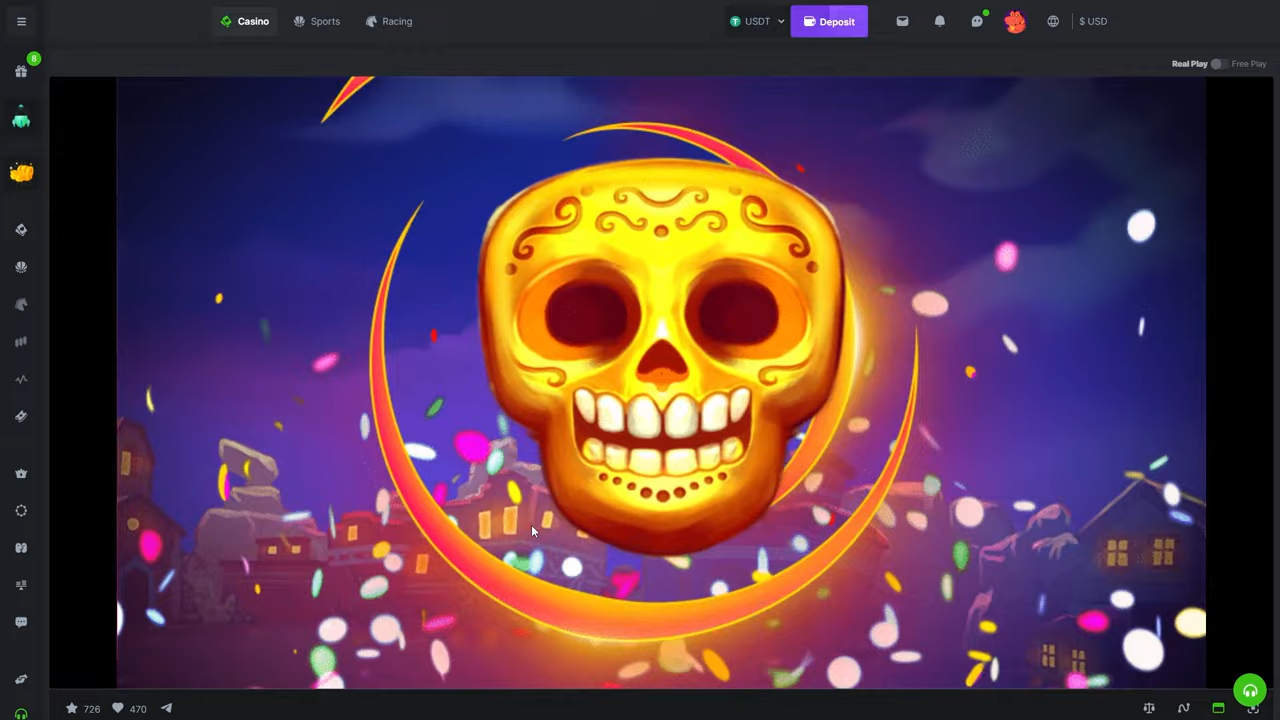 Casino
Sports
Racing
USDT
Deposit
$ USD
8
Real Play
Free Play
726
470